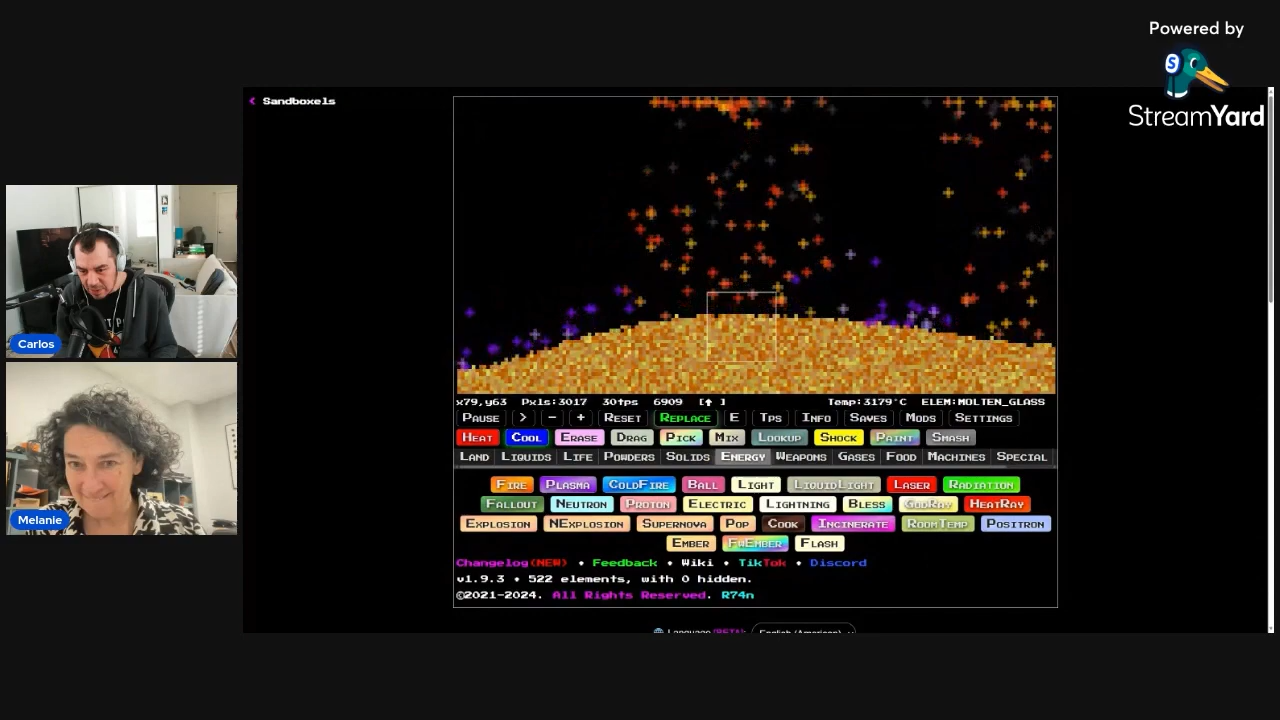 Powered by
StreamYard
< Sandboxels
Carlos
Melanie
x79,y63 Pxls:3017 30tps 6909 [↑ ] Temp:3179°C ELEM:MOLTEN_GLASS
PAUSE > − + RESET REPLACE E TPS INFO SAVES MODS SETTINGS
HEAT COOL ERASE DRAG PICK MIX LOOKUP SHOCK PAINT SMASH
LAND LIQUIDS LIFE POWDERS SOLIDS ENERGY WEAPONS GASES FOOD MACHINES SPECIAL
FIRE PLASMA COLDFIRE BALL LIGHT LIQUIDLIGHT LASER RADIATION
FALLOUT NEUTRON PROTON ELECTRIC LIGHTNING BLESS GODRAY HEATRAY
EXPLOSION NEXPLOSION SUPERNOVA POP COOK INCINERATE ROOMTEMP POSITRON
EMBER FWEMBER FLASH
Changelog(NEW) • Feedback • Wiki • TikTok • Discord
v1.9.3 • 522 elements, with 0 hidden.
©2021-2024. All Rights Reserved. R74n
Language (BETA): English (American)